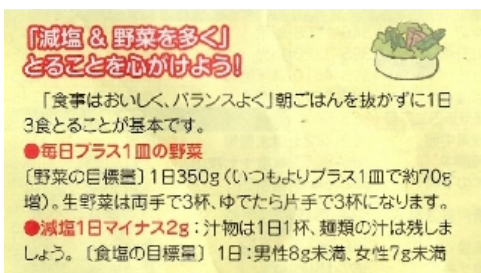 「減塩 & 野菜を多く」
とることを心がけよう！
「食事はおいしく、バランスよく」朝ごはんを抜かずに1日
3食とることが基本です。
●毎日プラス1皿の野菜
〔野菜の目標量〕1日350g（いつもよりプラス1皿で約70g
増）。生野菜は両手で3杯、ゆでたら片手で3杯になります。
●減塩1日マイナス2g：汁物は1日1杯、麺類の汁は残しま
しょう。〔食塩の目標量〕1日：男性8g未満、女性7g未満